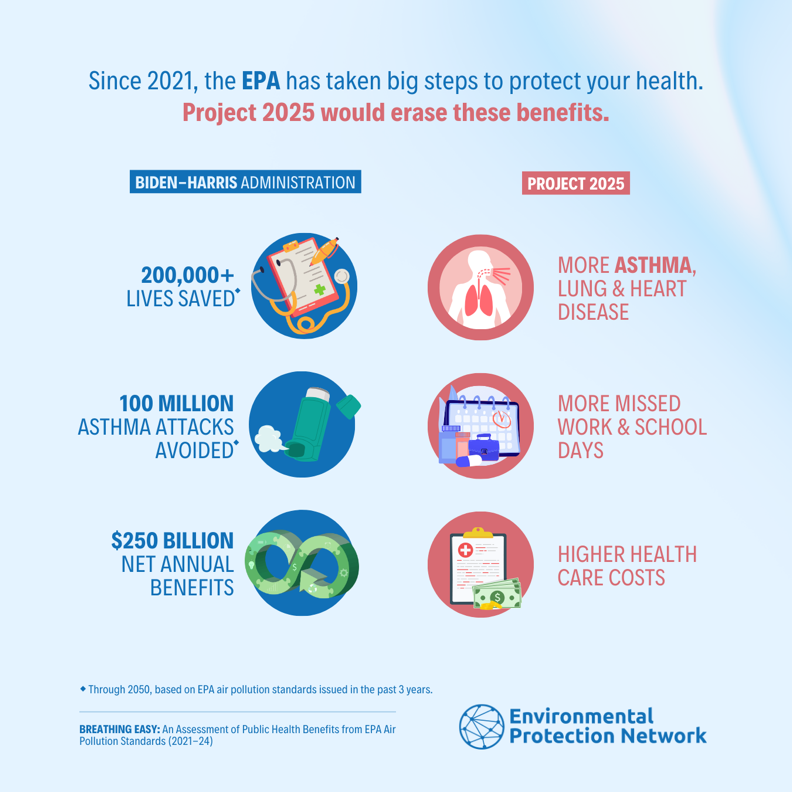 Since 2021, the EPA has taken big steps to protect your health.
Project 2025 would erase these benefits.
BIDEN–HARRIS ADMINISTRATION
200,000+
LIVES SAVED◆
100 MILLION
ASTHMA ATTACKS
AVOIDED◆
$250 BILLION
NET ANNUAL
BENEFITS
PROJECT 2025
MORE ASTHMA,
LUNG & HEART
DISEASE
MORE MISSED
WORK & SCHOOL
DAYS
HIGHER HEALTH
CARE COSTS
◆ Through 2050, based on EPA air pollution standards issued in the past 3 years.
BREATHING EASY: An Assessment of Public Health Benefits from EPA Air
Pollution Standards (2021–24)
Environmental
Protection Network